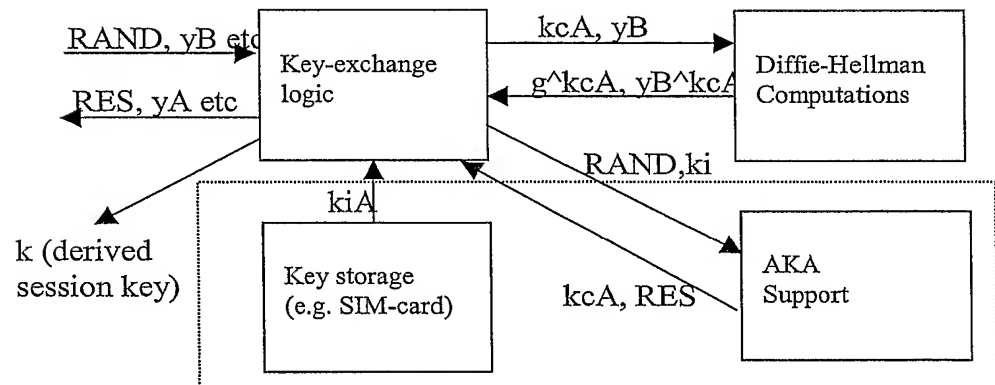 RAND, yB etc
kcA, yB
Key-exchange
logic
Diffie-Hellman
Computations
g^kcA, yB^kcA
RES, yA etc
RAND,ki
kiA
k (derived
session key)
Key storage
(e.g. SIM-card)
kcA, RES
AKA
Support